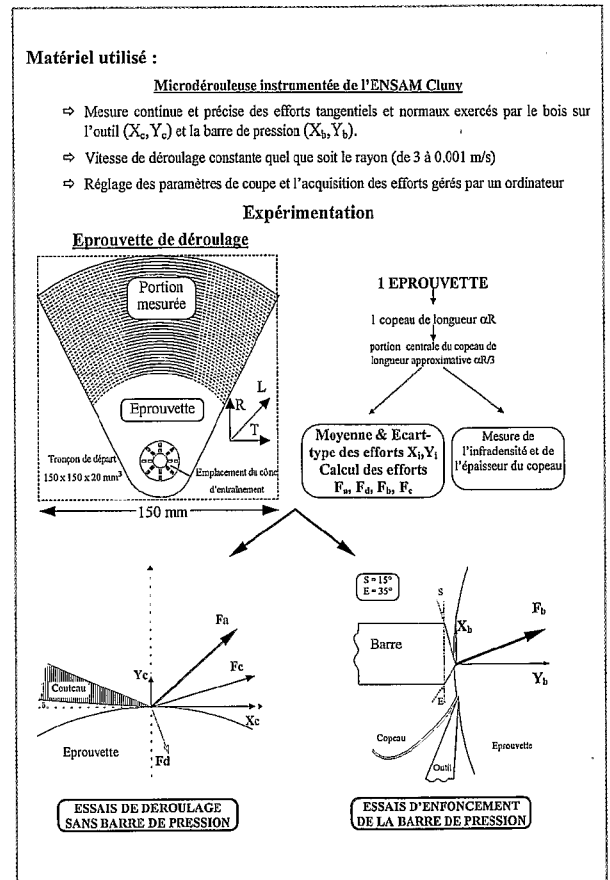 Matériel utilisé :
Microdérouleuse instrumentée de l'ENSAM Cluny
⇨ Mesure continue et précise des efforts tangentiels et normaux exercés par le bois sur
l'outil (Xc,Yc) et la barre de pression (Xb,Yb).
⇨ Vitesse de déroulage constante quel que soit le rayon (de 3 à 0.001 m/s)
⇨ Réglage des paramètres de coupe et l'acquisition des efforts gérés par un ordinateur
Expérimentation
Eprouvette de déroulage
Portion
mesurée
Eprouvette
R
L
T
Tronçon de départ
150 x 150 x 20 mm³
Emplacement du cône
d'entraînement
150 mm
1 EPROUVETTE
1 copeau de longueur αR
portion centrale du copeau de
longueur approximative αR/3
Moyenne & Ecart-
type des efforts Xi,Yi
Calcul des efforts
Fa, Fd, Fb, Fc
Mesure de
l'infradensité et de
l'épaisseur du copeau
Fa
Fc
Yc
Couteau
Xc
Eprouvette
Fd
ESSAIS DE DEROULAGE
SANS BARRE DE PRESSION
S = 15°
E = 35°
S
Fb
Xb
Barre
Yb
E
Copeau
Eprouvette
Outil
ESSAIS D'ENFONCEMENT
DE LA BARRE DE PRESSION